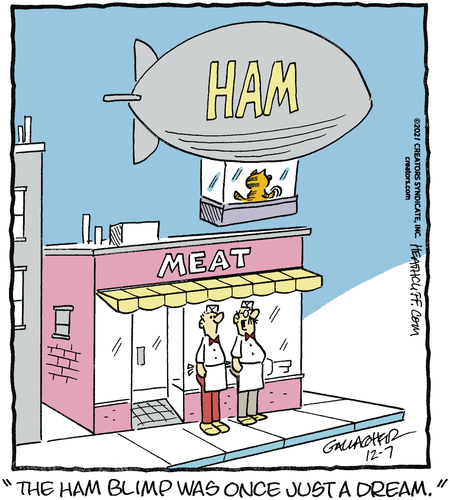 HAM
MEAT
©2021 CREATORS SYNDICATE, INC.
creators.com
HEATHCLIFF.COM
GALLAGHER
12-7
"THE HAM BLIMP WAS ONCE JUST A DREAM."